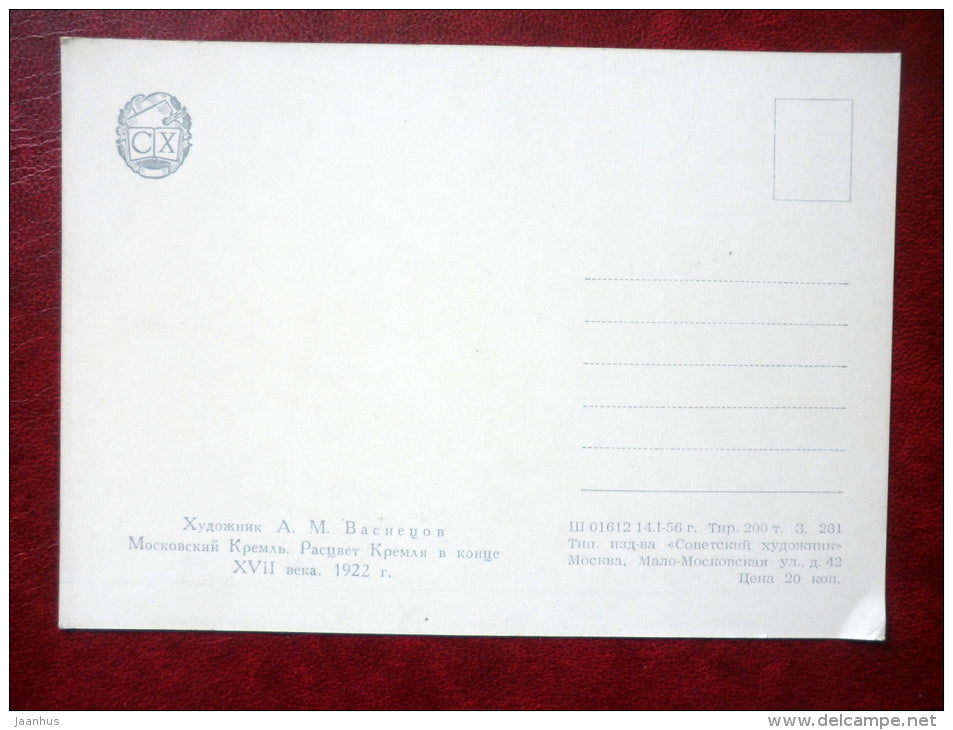 С Х
Художник А. М. Васнецов
Московский Кремль. Расцвет Кремля в конце
XVII века. 1922 г.
Ш 01612 14.I-56 г. Тир. 200 т. З. 281
Тип. изд-ва «Советский художник»
Москва, Мало-Московская ул., д. 42
Цена 20 коп.
jaanhus
www.delcampe.net